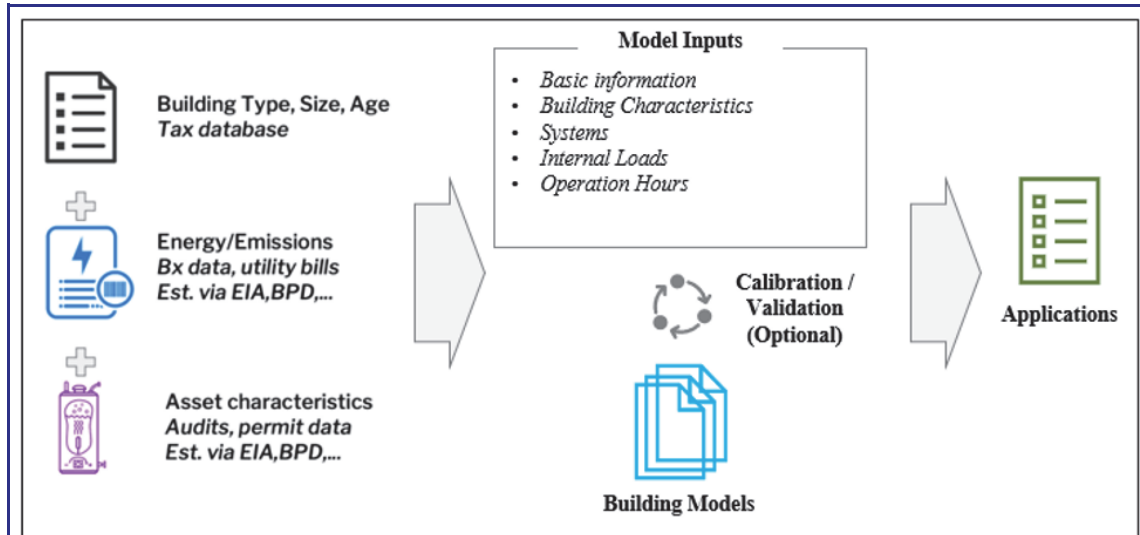 Building Type, Size, Age
Tax database
Energy/Emissions
Bx data, utility bills
Est. via EIA,BPD,...
Asset characteristics
Audits, permit data
Est. via EIA,BPD,...
Model Inputs
• Basic information
• Building Characteristics
• Systems
• Internal Loads
• Operation Hours
Calibration /
Validation
(Optional)
Building Models
Applications